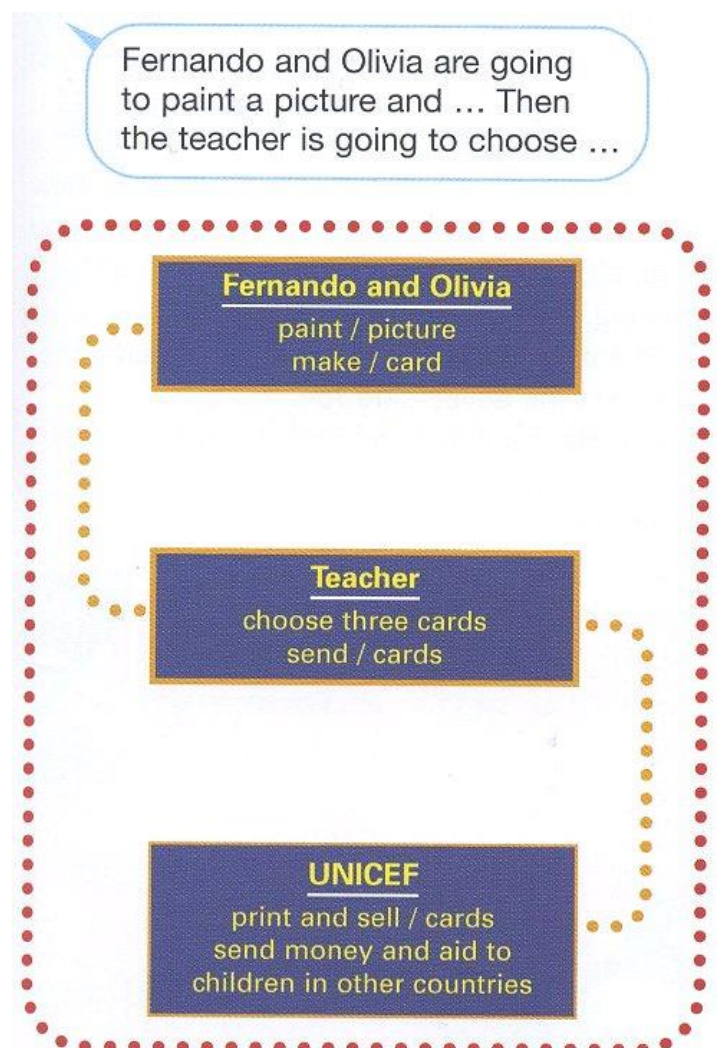 Fernando and Olivia are going
to paint a picture and ... Then
the teacher is going to choose ...
Fernando and Olivia
paint / picture
make / card
Teacher
choose three cards
send / cards
UNICEF
print and sell / cards
send money and aid to
children in other countries